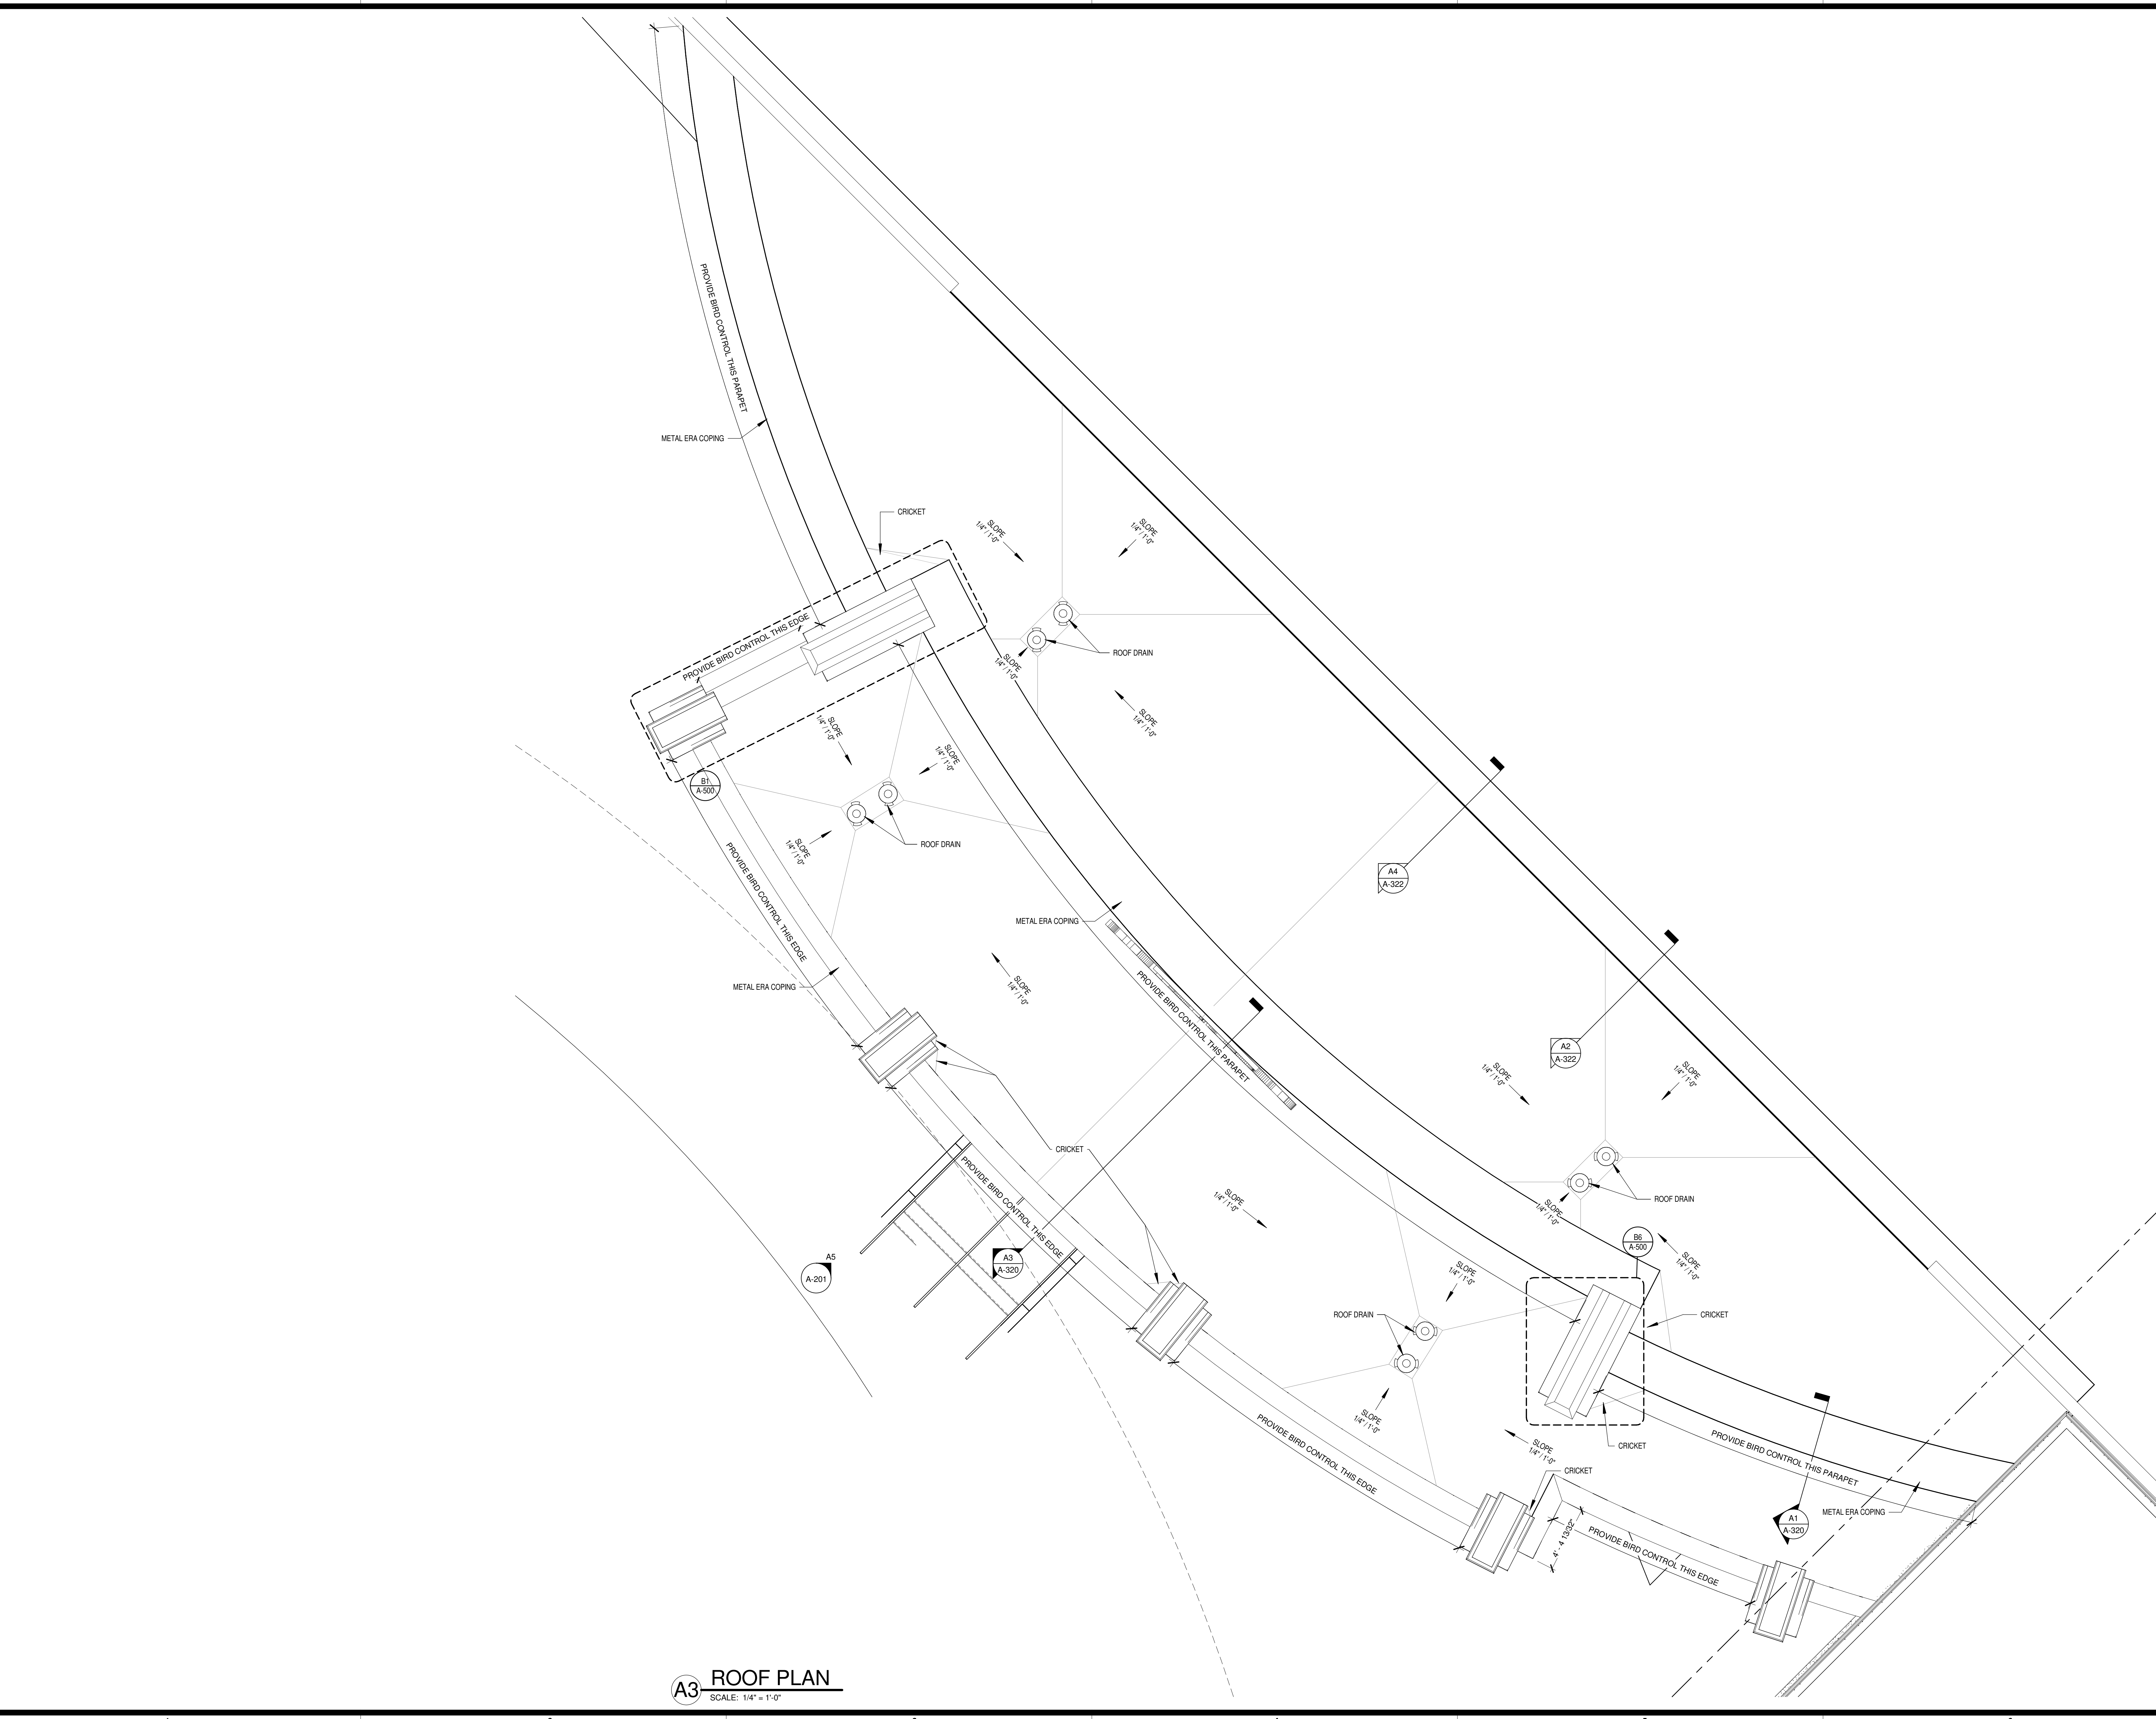 PROVIDE BIRD CONTROL THIS PARAPET
METAL ERA COPING
CRICKET
SLOPE
1/4" / 1'-0"
SLOPE
1/4" / 1'-0"
PROVIDE BIRD CONTROL THIS EDGE
ROOF DRAIN
SLOPE
1/4" / 1'-0"
SLOPE
1/4" / 1'-0"
SLOPE
1/4" / 1'-0"
SLOPE
1/4" / 1'-0"
B1
A-500
SLOPE
1/4" / 1'-0"
ROOF DRAIN
PROVIDE BIRD CONTROL THIS EDGE
A4
A-322
METAL ERA COPING
METAL ERA COPING
SLOPE
1/4" / 1'-0"
PROVIDE BIRD CONTROL THIS PARAPET
A2
A-322
SLOPE
1/4" / 1'-0"
SLOPE
1/4" / 1'-0"
CRICKET
PROVIDE BIRD CONTROL THIS EDGE
SLOPE
1/4" / 1'-0"
ROOF DRAIN
SLOPE
1/4" / 1'-0"
B6
A-500
A5
A-201
A3
A-320
SLOPE
1/4" / 1'-0"
SLOPE
1/4" / 1'-0"
ROOF DRAIN
CRICKET
SLOPE
1/4" / 1'-0"
PROVIDE BIRD CONTROL THIS EDGE
SLOPE
1/4" / 1'-0"
CRICKET
CRICKET
PROVIDE BIRD CONTROL THIS PARAPET
METAL ERA COPING
A1
A-320
4' - 4 13/32"
PROVIDE BIRD CONTROL THIS EDGE
A3
ROOF PLAN
SCALE: 1/4" = 1'-0"